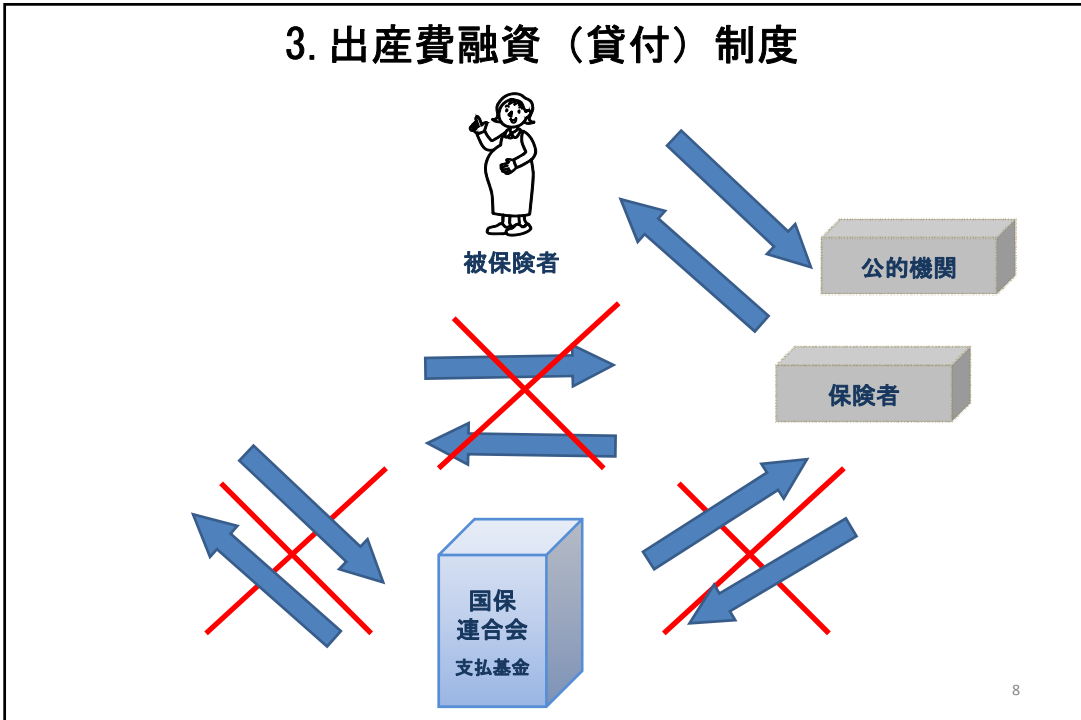 3.出産費融資（貸付）制度
被保険者
公的機関
保険者
国保
連合会
支払基金
8